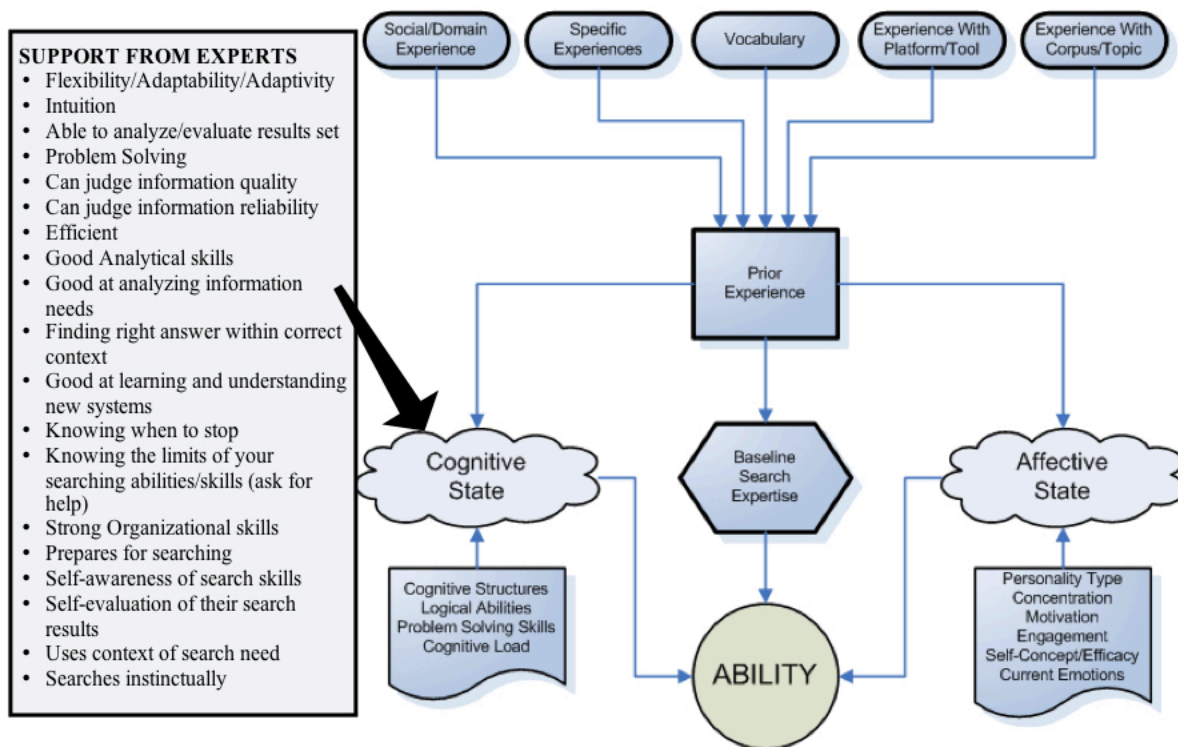 SUPPORT FROM EXPERTS
• Flexibility/Adaptability/Adaptivity
• Intuition
• Able to analyze/evaluate results set
• Problem Solving
• Can judge information quality
• Can judge information reliability
• Efficient
• Good Analytical skills
• Good at analyzing information
needs
• Finding right answer within correct
context
• Good at learning and understanding
new systems
• Knowing when to stop
• Knowing the limits of your
searching abilities/skills (ask for
help)
• Strong Organizational skills
• Prepares for searching
• Self-awareness of search skills
• Self-evaluation of their search
results
• Uses context of search need
• Searches instinctually
Social/Domain
Experience
Specific
Experiences
Vocabulary
Experience With
Platform/Tool
Experience With
Corpus/Topic
Prior
Experience
Cognitive
State
Baseline
Search
Expertise
Affective
State
Cognitive Structures
Logical Abilities
Problem Solving Skills
Cognitive Load
ABILITY
Personality Type
Concentration
Motivation
Engagement
Self-Concept/Efficacy
Current Emotions